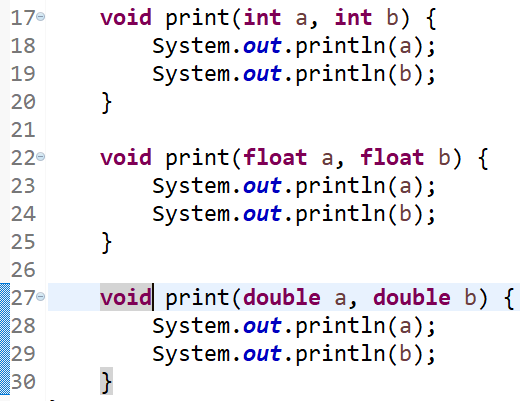 17 void print(int a, int b) {
18 System.out.println(a);
19 System.out.println(b);
20 }
21
22 void print(float a, float b) {
23 System.out.println(a);
24 System.out.println(b);
25 }
26
27 void print(double a, double b) {
28 System.out.println(a);
29 System.out.println(b);
30 }